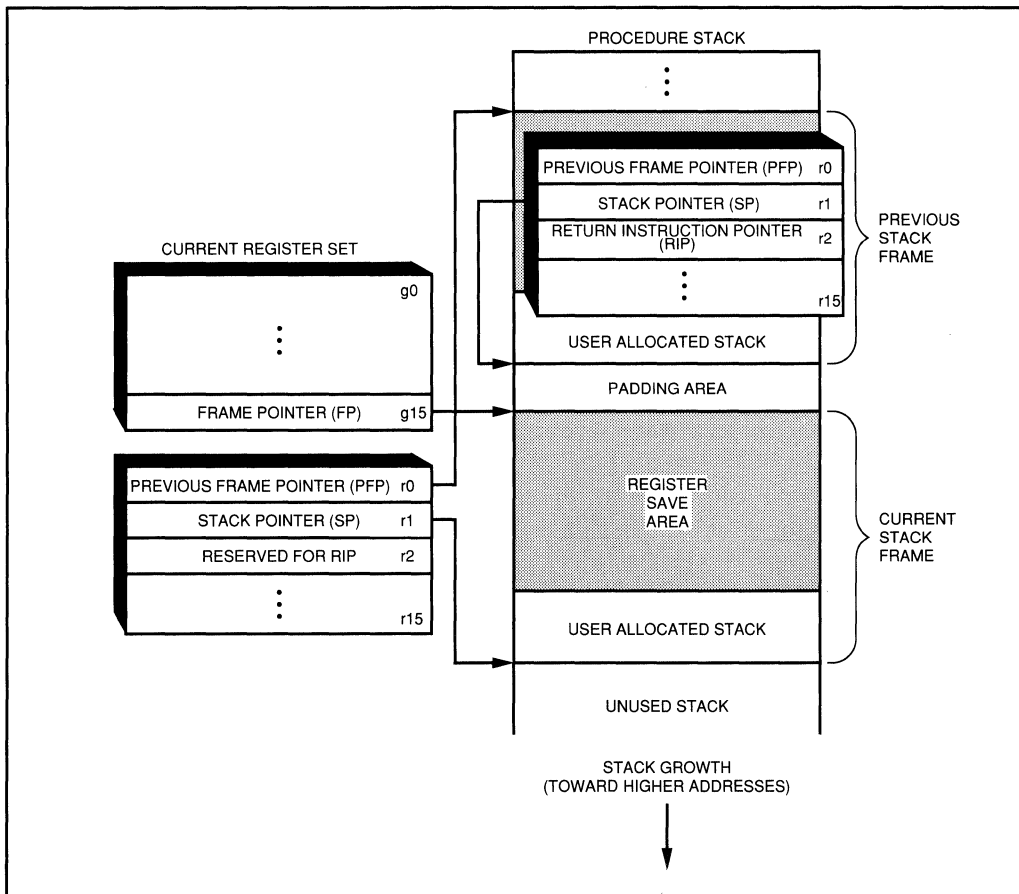 PROCEDURE STACK
PREVIOUS FRAME POINTER (PFP) r0
STACK POINTER (SP) r1
RETURN INSTRUCTION POINTER
(RIP) r2
r15
USER ALLOCATED STACK
PREVIOUS
STACK
FRAME
PADDING AREA
CURRENT REGISTER SET
g0
FRAME POINTER (FP) g15
PREVIOUS FRAME POINTER (PFP) r0
STACK POINTER (SP) r1
RESERVED FOR RIP r2
r15
REGISTER
SAVE
AREA
CURRENT
STACK
FRAME
USER ALLOCATED STACK
UNUSED STACK
STACK GROWTH
(TOWARD HIGHER ADDRESSES)